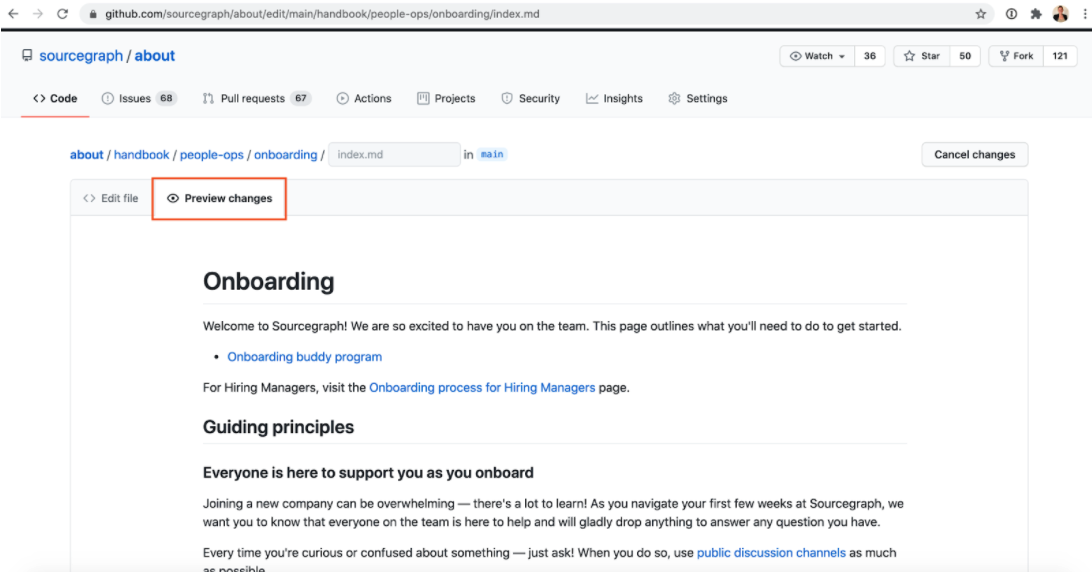 github.com/sourcegraph/about/edit/main/handbook/people-ops/onboarding/index.md
sourcegraph / about
Watch 36 Star 50 Fork 121
Code Issues 68 Pull requests 67 Actions Projects Security Insights Settings
about / handbook / people-ops / onboarding / index.md in main Cancel changes
Edit file Preview changes
Onboarding
Welcome to Sourcegraph! We are so excited to have you on the team. This page outlines what you'll need to do to get started.
• Onboarding buddy program
For Hiring Managers, visit the Onboarding process for Hiring Managers page.
Guiding principles
Everyone is here to support you as you onboard
Joining a new company can be overwhelming — there's a lot to learn! As you navigate your first few weeks at Sourcegraph, we
want you to know that everyone on the team is here to help and will gladly drop anything to answer any question you have.
Every time you're curious or confused about something — just ask! When you do so, use public discussion channels as much
as possible.